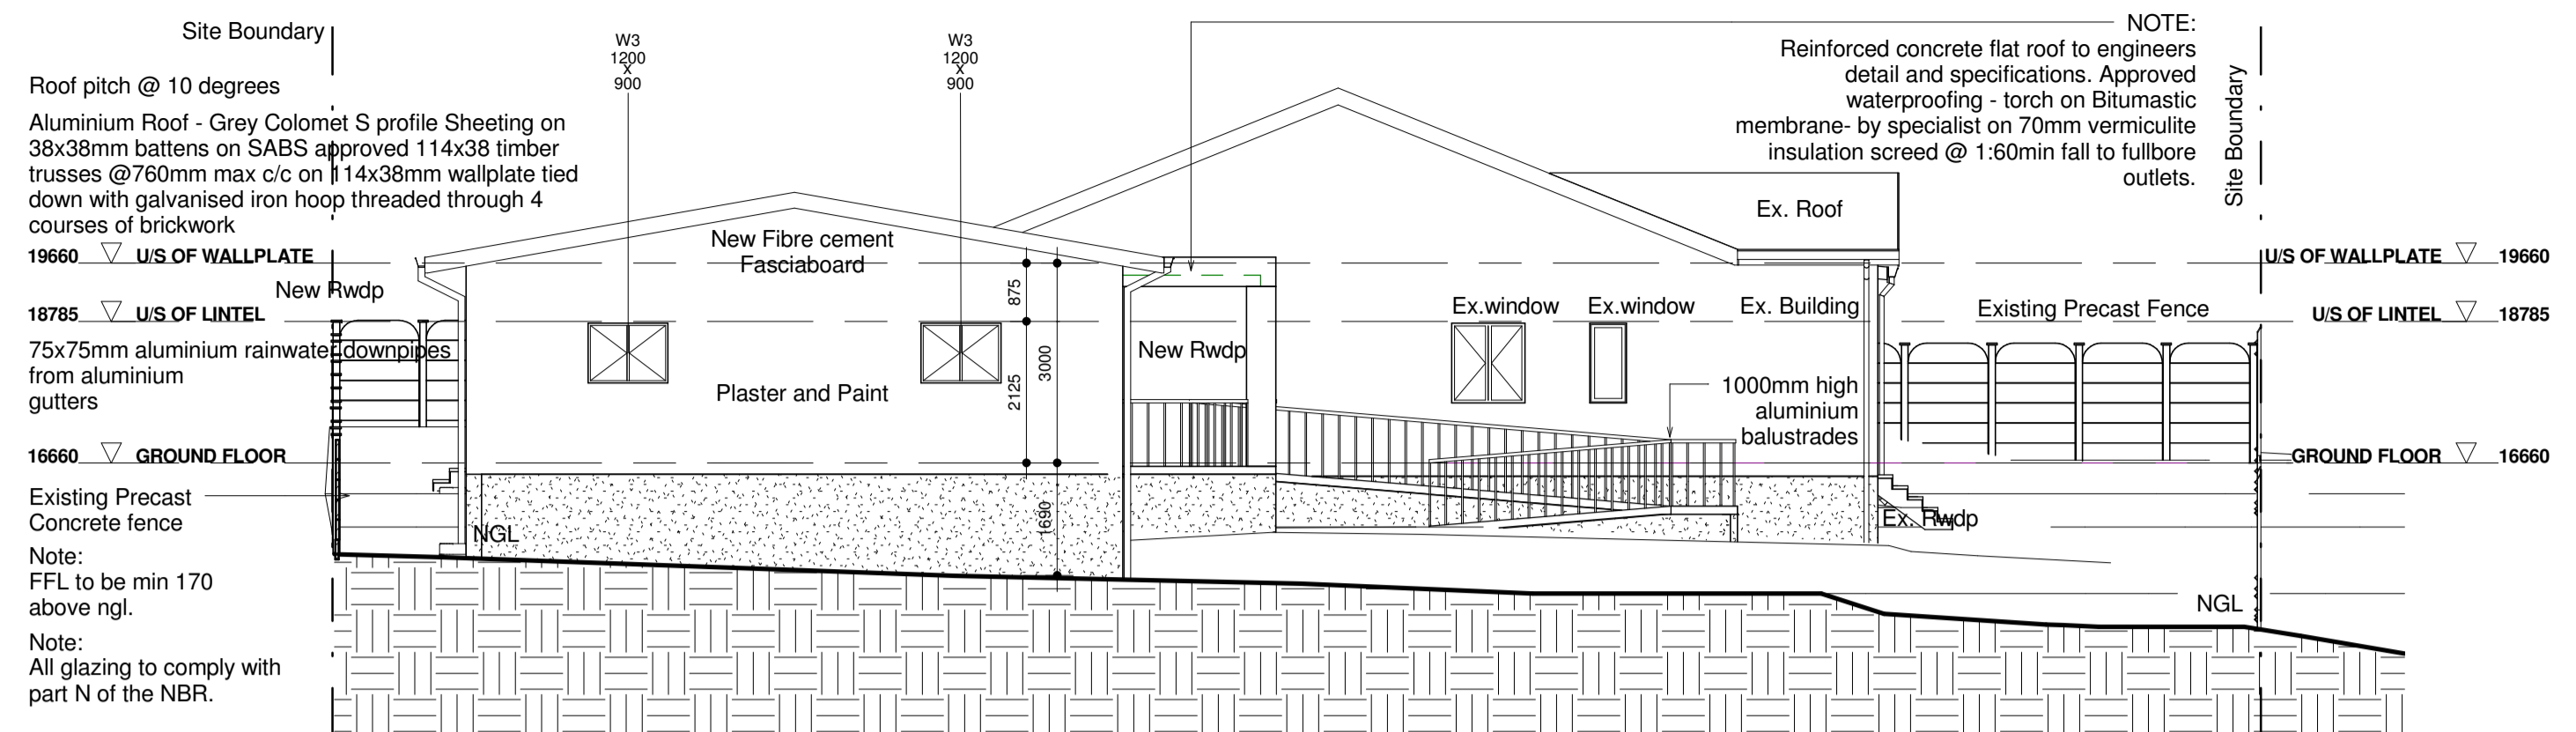 Site Boundary
Roof pitch @ 10 degrees
Aluminium Roof - Grey Colomet S profile Sheeting on
38x38mm battens on SABS approved 114x38 timber
trusses @760mm max c/c on 114x38mm wallplate tied
down with galvanised iron hoop threaded through 4
courses of brickwork
19660 U/S OF WALLPLATE
New Rwdp
18785 U/S OF LINTEL
75x75mm aluminium rainwater downpipes
from aluminium
gutters
16660 GROUND FLOOR
Existing Precast
Concrete fence
Note:
FFL to be min 170
above ngl.
Note:
All glazing to comply with
part N of the NBR.
NGL
W3
1200
x
900
W3
1200
x
900
New Fibre cement
Fasciaboard
Plaster and Paint
875
2125
3000
1690
New Rwdp
NOTE:
Reinforced concrete flat roof to engineers
detail and specifications. Approved
waterproofing - torch on Bitumastic
membrane- by specialist on 70mm vermiculite
insulation screed @ 1:60min fall to fullbore
outlets.
Site Boundary
Ex. Roof
Ex.window
Ex.window
Ex. Building
Existing Precast Fence
1000mm high
aluminium
balustrades
Ex. Rwdp
U/S OF WALLPLATE 19660
U/S OF LINTEL 18785
GROUND FLOOR 16660
NGL